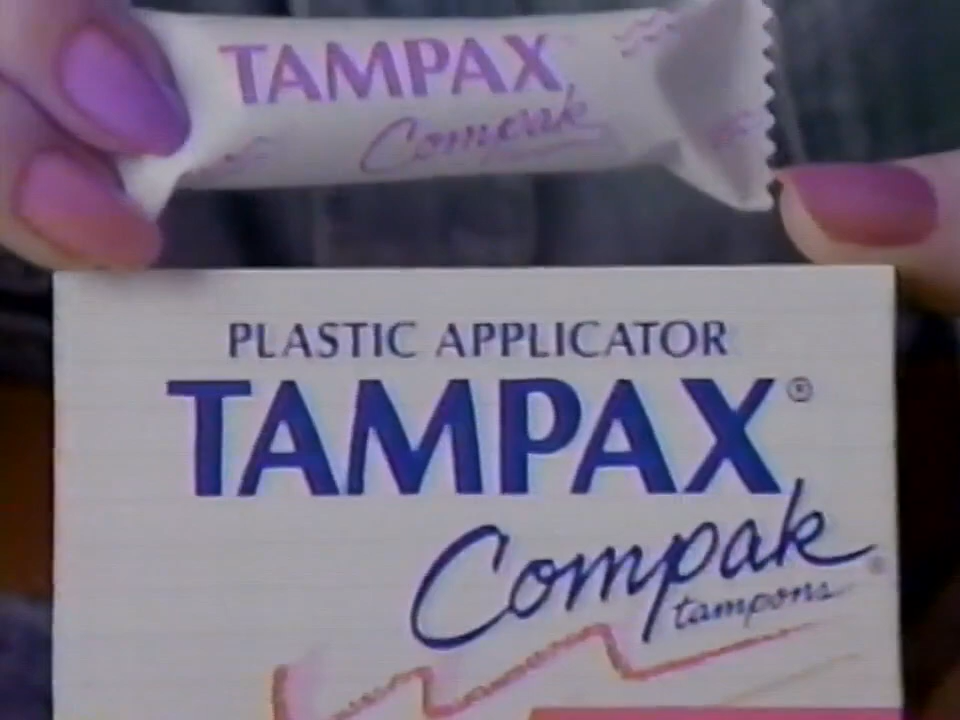 TAMPAX
Compak
PLASTIC APPLICATOR
TAMPAX®
Compak®
tampons